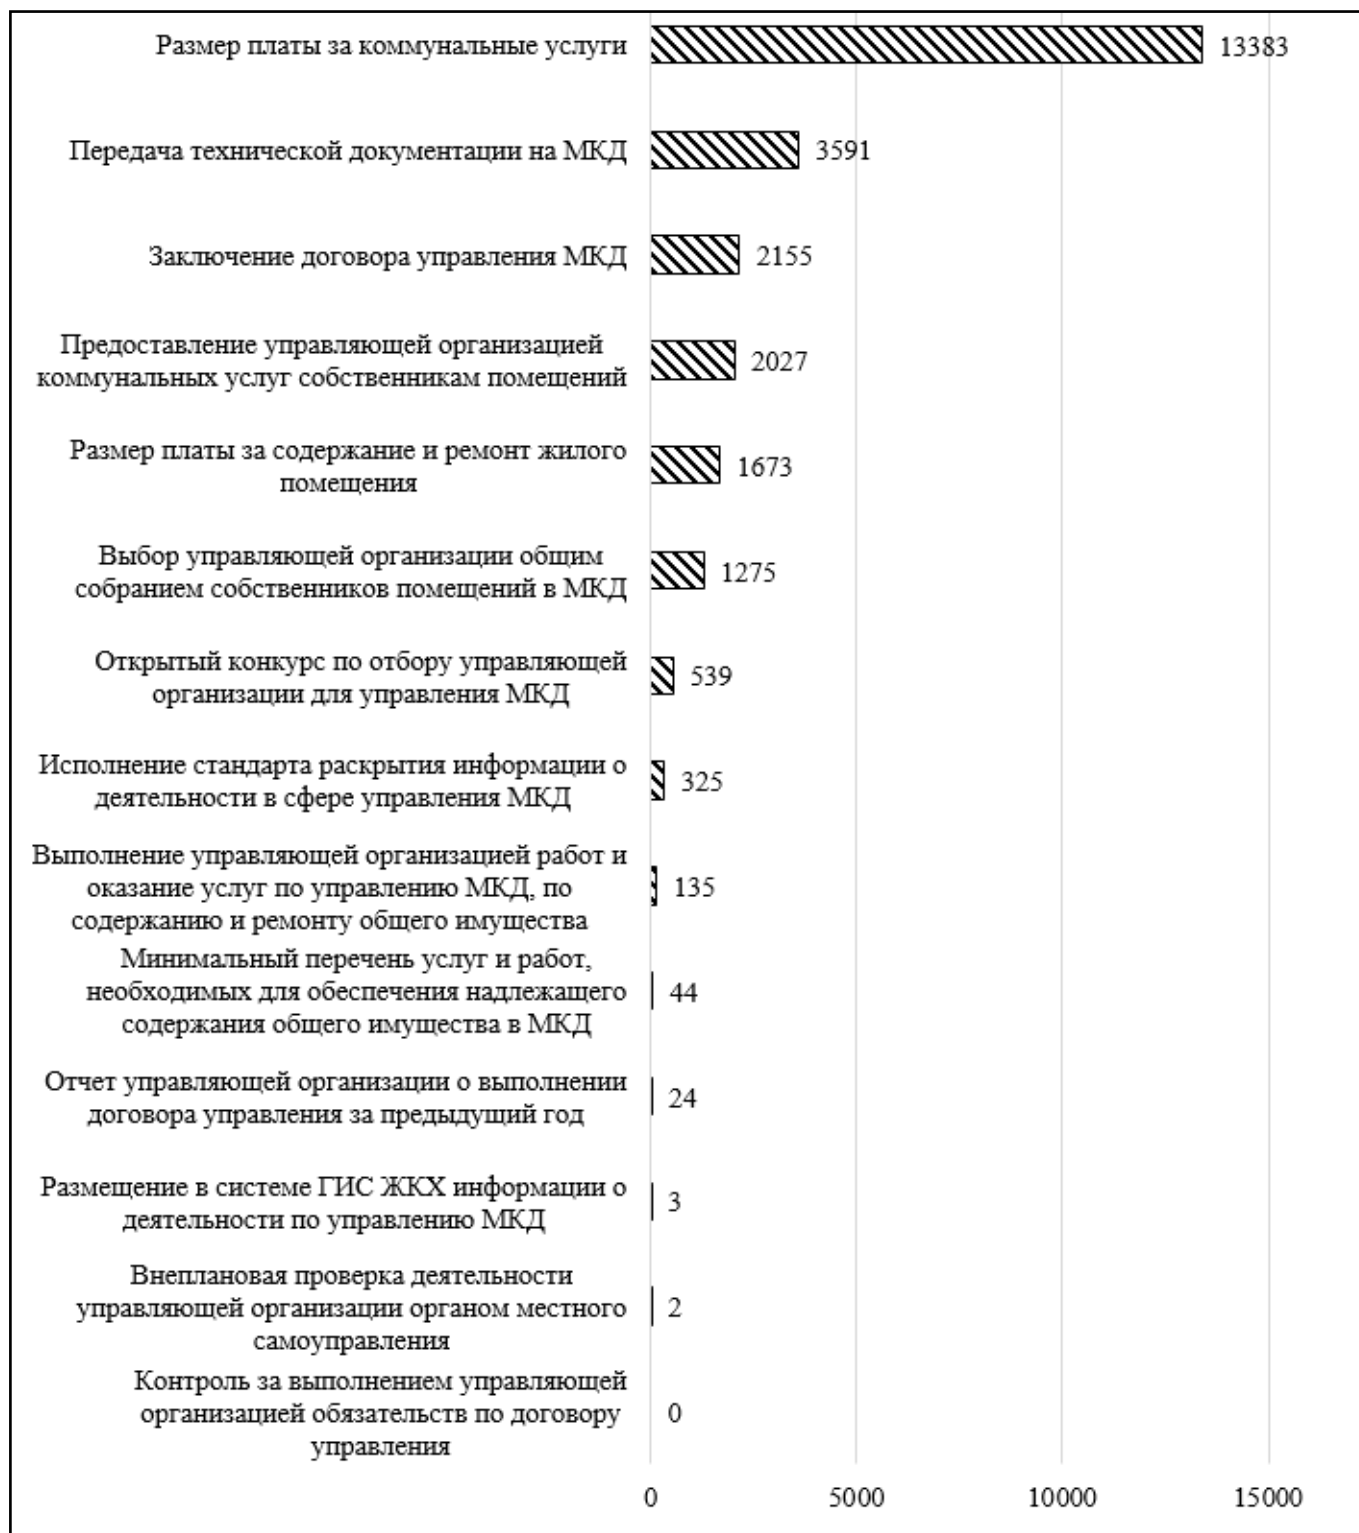 Размер платы за коммунальные услуги
13383
Передача технической документации на МКД
3591
Заключение договора управления МКД
2155
Предоставление управляющей организацией
коммунальных услуг собственникам помещений
2027
Размер платы за содержание и ремонт жилого
помещения
1673
Выбор управляющей организации общим
собранием собственников помещений в МКД
1275
Открытый конкурс по отбору управляющей
организации для управления МКД
539
Исполнение стандарта раскрытия информации о
деятельности в сфере управления МКД
325
Выполнение управляющей организацией работ и
оказание услуг по управлению МКД, по
содержанию и ремонту общего имущества
135
Минимальный перечень услуг и работ,
необходимых для обеспечения надлежащего
содержания общего имущества в МКД
44
Отчет управляющей организации о выполнении
договора управления за предыдущий год
24
Размещение в системе ГИС ЖКХ информации о
деятельности по управлению МКД
3
Внеплановая проверка деятельности
управляющей организации органом местного
самоуправления
2
Контроль за выполнением управляющей
организацией обязательств по договору
управления
0
0 5000 10000 15000